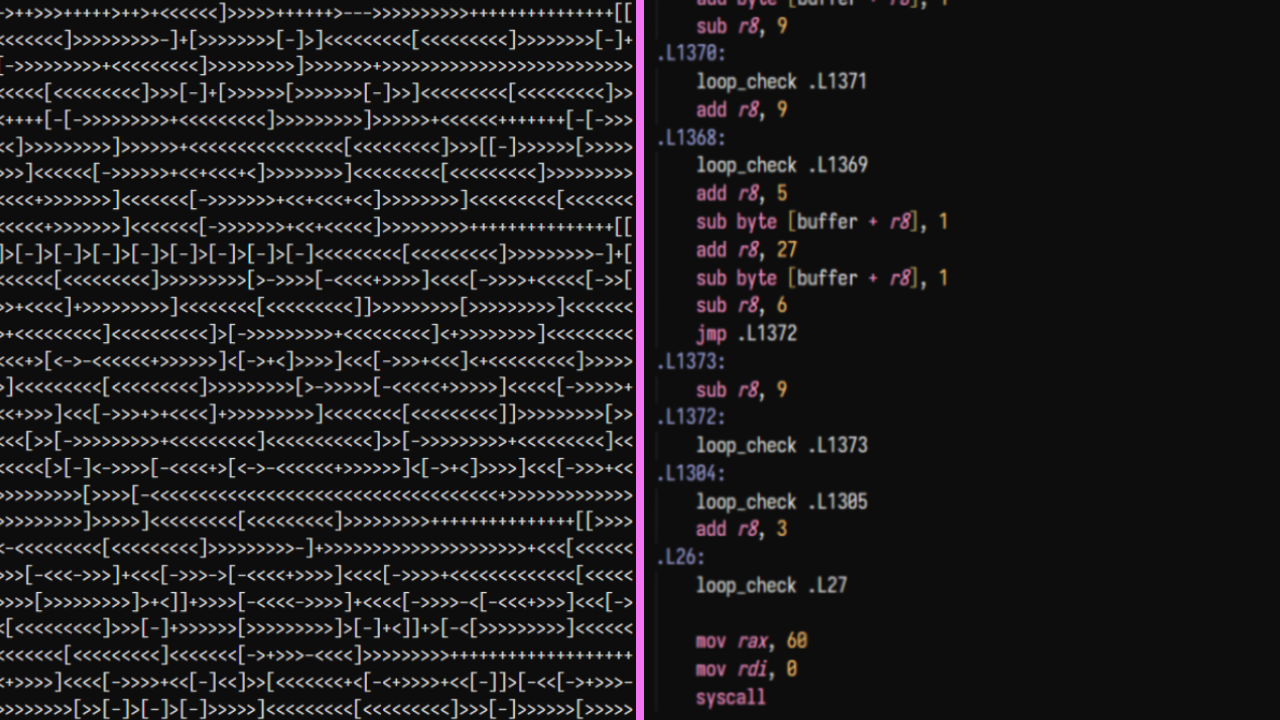 >++>>>+++++>++>+<<<<<<]>>>>>++++++>--->>>>>>>>>>+++++++++++++++[[
<<<<<<<]>>>>>>>>>-]+[>>>>>>>>[-]>]<<<<<<<<<[<<<<<<<<<]>>>>>>>>[-]+
[->>>>>>>>>+<<<<<<<<<]>>>>>>>>>]>>>>>>>+>>>>>>>>>>>>>>>>>>>>>>>>>>>
<<<<<[<<<<<<<<<]>>>[-]+[>>>>>>[>>>>>>>[-]>>]<<<<<<<<<[<<<<<<<<<]>>
<++++[-[->>>>>>>>>+<<<<<<<<<]>>>>>>>>>]>>>>>>+<<<<<<+++++++[-[->>>
<<]>>>>>>>>>]>>>>>>+<<<<<<<<<<<<<<<<[<<<<<<<<<]>>>[[-]>>>>>>[>>>>>
>>>]<<<<<<[->>>>>>+<<+<<<+<]>>>>>>>>]<<<<<<<<<[<<<<<<<<<]>>>>>>>>>
<<<<+>>>>>>>>]<<<<<<<[->>>>>>>+<<+<<<+<<]>>>>>>>>]<<<<<<<<<[<<<<<<<
<<<<<+>>>>>>>>]<<<<<<<[->>>>>>>+<<+<<<<<]>>>>>>>>>+++++++++++++++[[
]>[-]>[-]>[-]>[-]>[-]>[-]>[-]>[-]<<<<<<<<<[<<<<<<<<<]>>>>>>>>>-]+[
<<<<<<[<<<<<<<<<]>>>>>>>>>[>->>>>[-<<<<+>>>>]<<<<[->>>>+<<<<<[->>[
>>+<<<<]+>>>>>>>>>]<<<<<<<<<[<<<<<<<<<]]>>>>>>>>>[>>>>>>>>>]<<<<<<
>+<<<<<<<<<<]<<<<<<<<<<]>[->>>>>>>>>+<<<<<<<<<]<+>>>>>>>>]<<<<<<<<
<<+>[<->-<<<<<<+>>>>>>]<[->+<]>>>>]<<<[->>>+<<<]<+<<<<<<<<<]>>>>>
>]<<<<<<<<<[<<<<<<<<<]>>>>>>>>>[>->>>>>[-<<<<<+>>>>>]<<<<<[->>>>>+
<<+>>>]<<<[->>>+>+<<<<]+>>>>>>>>>]<<<<<<<<[<<<<<<<<<]]>>>>>>>>>[>>
<<<[>>[->>>>>>>>>+<<<<<<<<<]<<<<<<<<<<<]>>[->>>>>>>>>+<<<<<<<<<]<<
<<<<<[>[-]<->>>>[-<<<<+>[<->-<<<<<<+>>>>>>]<[->+<]>>>>]<<<[->>>+<<
>>>>>>>>>[>>>>[-<<<<<<<<<<<<<<<<<<<<<<<<<<<<<<<<<<<<+>>>>>>>>>>>>>
>>>>>>>>>]>>>>>]<<<<<<<<<[<<<<<<<<<]>>>>>>>>>+++++++++++++++[[>>>>
<-<<<<<<[<<<<<<<<<]>>>>>>>>>-]+>>>>>>>>>>>>>>>>>>>>>+<<<[<<<<<<
>>>[-<<<->>>]+<<<[->>>->[-<<<<+>>>>]<<<<[->>>>+<<<<<<<<<<<<<[<<<<<
>>>>[>>>>>>>>>]>+<]]+>>>>[-<<<<->>>>]+<<<<[->>>>-<[-<<<+>>>]<<<[->
<[<<<<<<<<<]>>>[-]+>>>>>>[>>>>>>>>>]>[-]+<]]+>[-<[>>>>>>>>>]<<<<<<
<<<<<<<[<<<<<<<<<]<<<<<<<[->+>>>-<<<<]>>>>>>>>>+++++++++++++++++++
<+>>>>]<<<<[->>>>+<<[-]<<]>>[<<<<<<<+<[-<+>>>>+<<[-]]>[-<<[->+>>>-
>>>>>>>>[>>[-]>[-]>[-]>>>>>]<<<<<<<<<[<<<<<<<<<]>>>[-]>>>>>>[>>>>>
add byte [buffer + r8], 1
sub r8, 9
.L1370:
loop_check .L1371
add r8, 9
.L1368:
loop_check .L1369
add r8, 5
sub byte [buffer + r8], 1
add r8, 27
sub byte [buffer + r8], 1
sub r8, 6
jmp .L1372
.L1373:
sub r8, 9
.L1372:
loop_check .L1373
.L1304:
loop_check .L1305
add r8, 3
.L26:
loop_check .L27
mov rax, 60
mov rdi, 0
syscall